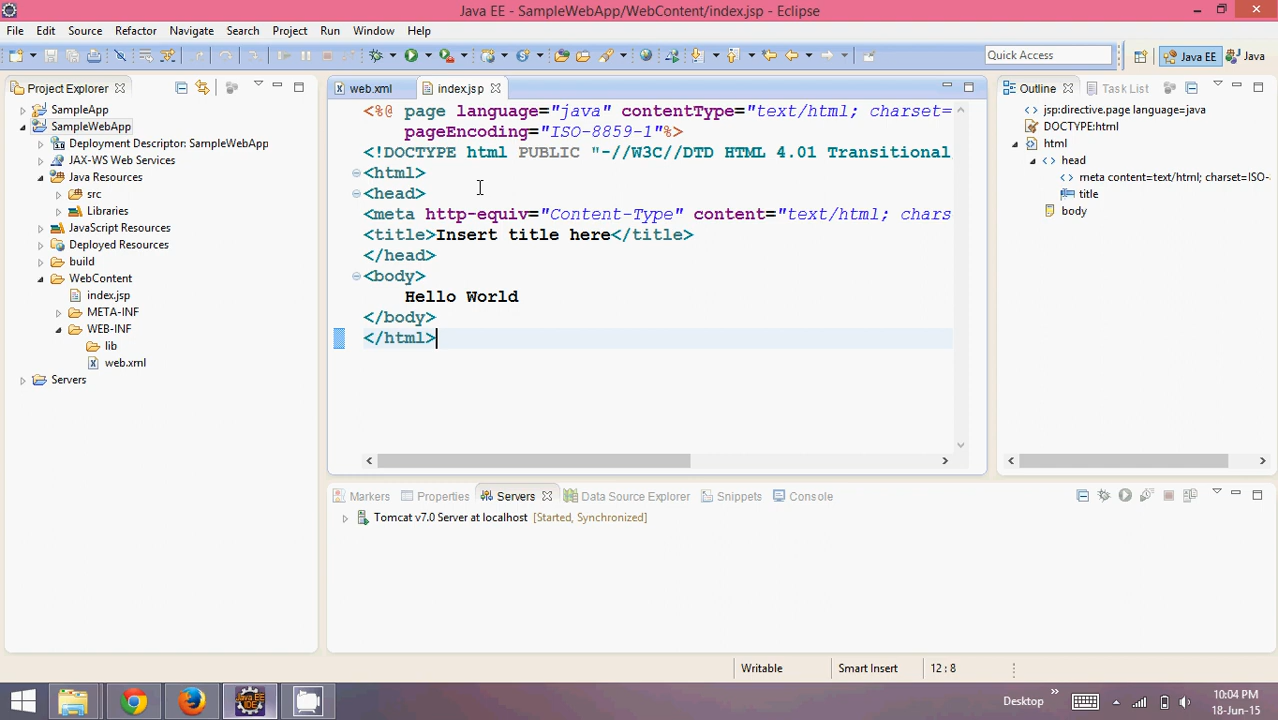 Java EE - SampleWebApp/WebContent/index.jsp - Eclipse
File Edit Source Refactor Navigate Search Project Run Window Help
Quick Access
Java EE
Java
Project Explorer
SampleApp
SampleWebApp
Deployment Descriptor: SampleWebApp
JAX-WS Web Services
Java Resources
src
Libraries
JavaScript Resources
Deployed Resources
build
WebContent
index.jsp
META-INF
WEB-INF
lib
web.xml
Servers
web.xml
index.jsp
<%@ page language="java" contentType="text/html; charset=
pageEncoding="ISO-8859-1"%>
<!DOCTYPE html PUBLIC "-//W3C//DTD HTML 4.01 Transitional
<html>
<head>
<meta http-equiv="Content-Type" content="text/html; chars
<title>Insert title here</title>
</head>
<body>
Hello World
</body>
</html>
Outline
Task List
jsp:directive.page language=java
DOCTYPE:html
html
head
meta content=text/html; charset=ISO-
title
body
Markers
Properties
Servers
Data Source Explorer
Snippets
Console
Tomcat v7.0 Server at localhost [Started, Synchronized]
Writable
Smart Insert
12 : 8
Java EE
IDE
Desktop
10:04 PM
18-Jun-15